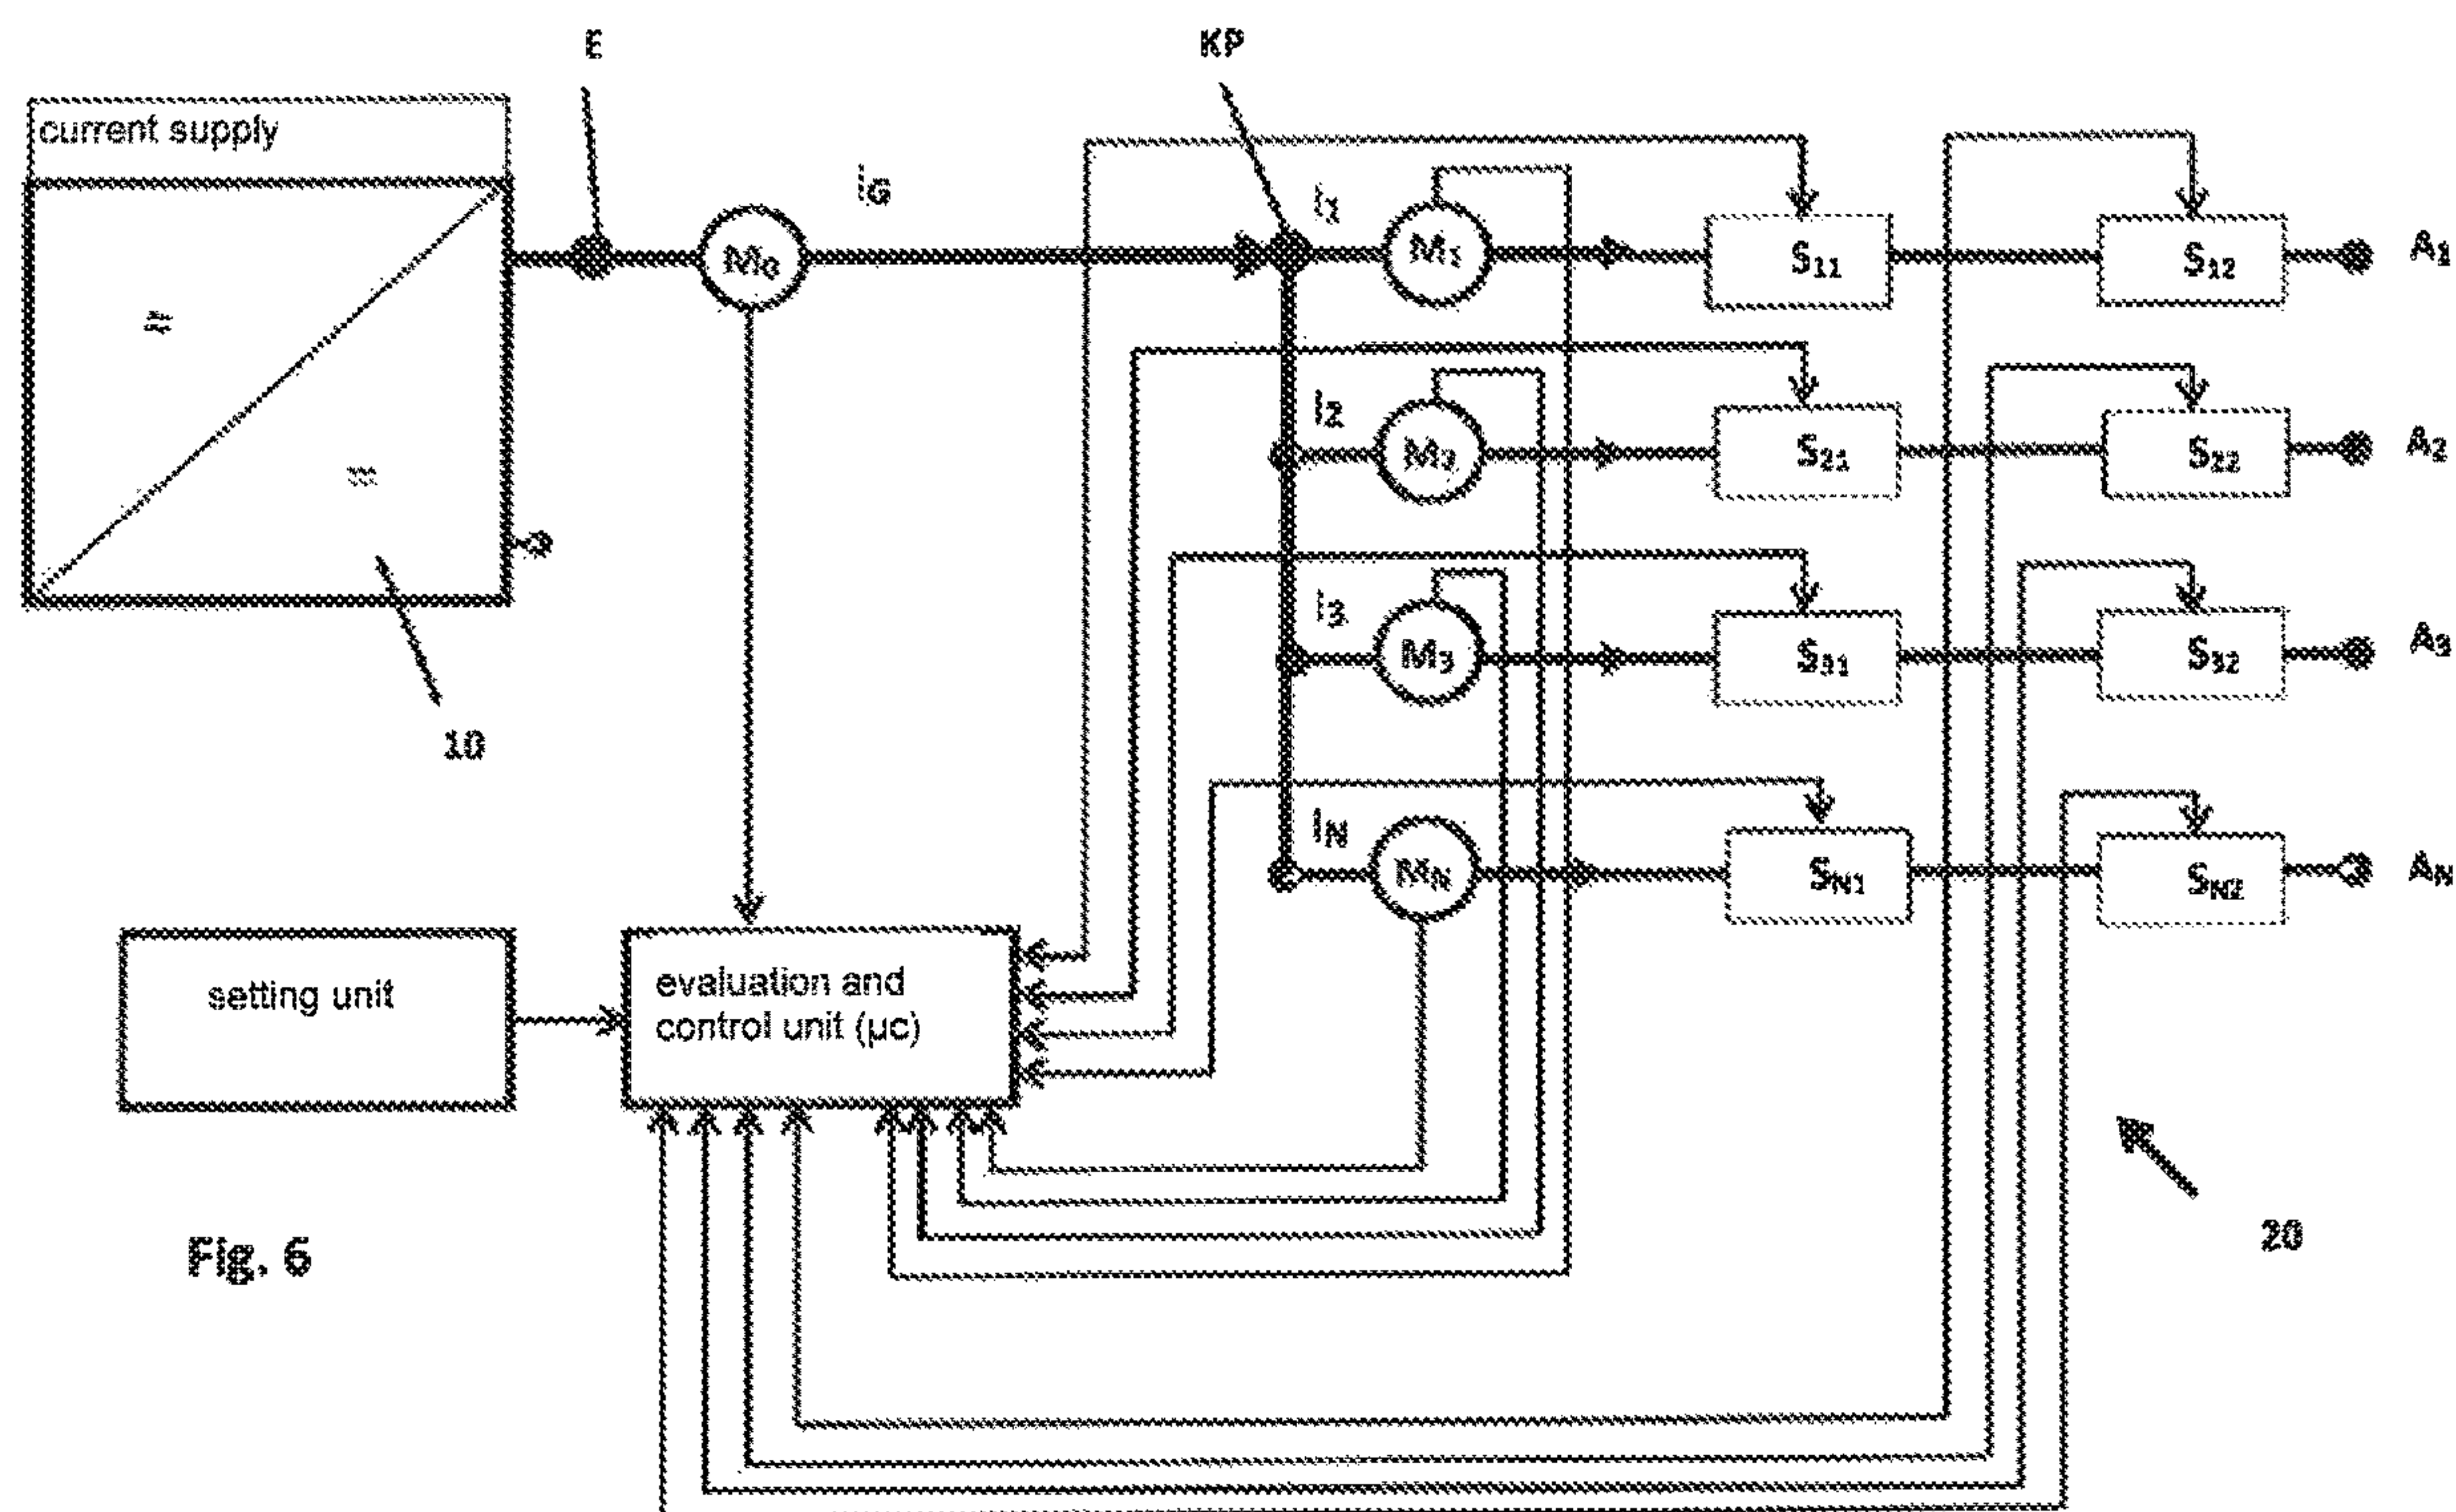 E
KP
current supply
IG
I1
M0
M1
S11
S12
A1
≈
I2
M2
S21
S22
A2
=
I3
M3
S31
S32
A3
10
IN
MN
SN1
SN2
AN
setting unit
evaluation and
control unit (µc)
Fig. 6
20